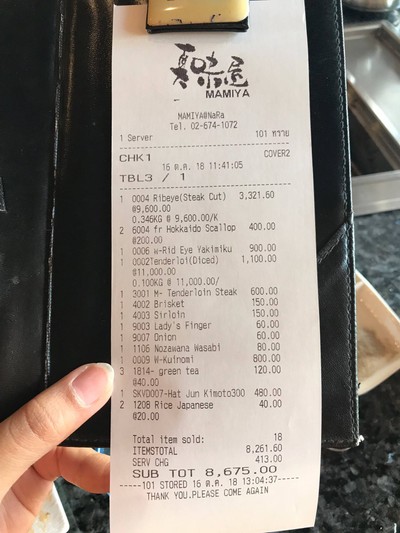 真味屋
MAMIYA
MAMIYA@NaRa
Tel. 02-674-1072
1 Server 101 หวาย
CHK1 COVER2
16 ต.ค. 18 11:41:05
TBL3 / 1
1 0004 Ribeye(Steak Cut) 3,321.60
@9,600.00
0.346KG @ 9,600.00/K
2 6004 fr Hokkaido Scallop 400.00
@200.00
1 0006 w-Rid Eye Yakimiku 900.00
1 0002Tenderloi(Diced) 1,100.00
@11,000.00
0.100KG @ 11,000.00/
1 3001 M- Tenderloin Steak 600.00
1 4002 Brisket 150.00
1 4003 Sirloin 150.00
1 9003 Lady's Finger 60.00
1 9007 Onion 60.00
1 1106 Nozawana Wasabi 80.00
1 0009 W-Kuinomi 800.00
3 1814- green tea 120.00
@40.00
1 SKVD007-Hat Jun Kimoto300 480.00
2 1208 Rice Japanese 40.00
@20.00
Total item sold: 18
ITEMSTOTAL 8,261.60
SERV CHG 413.00
SUB TOT 8,675.00
-----101 STORED 16 ต.ค. 18 13:04:37-----
THANK YOU.PLEASE COME AGAIN